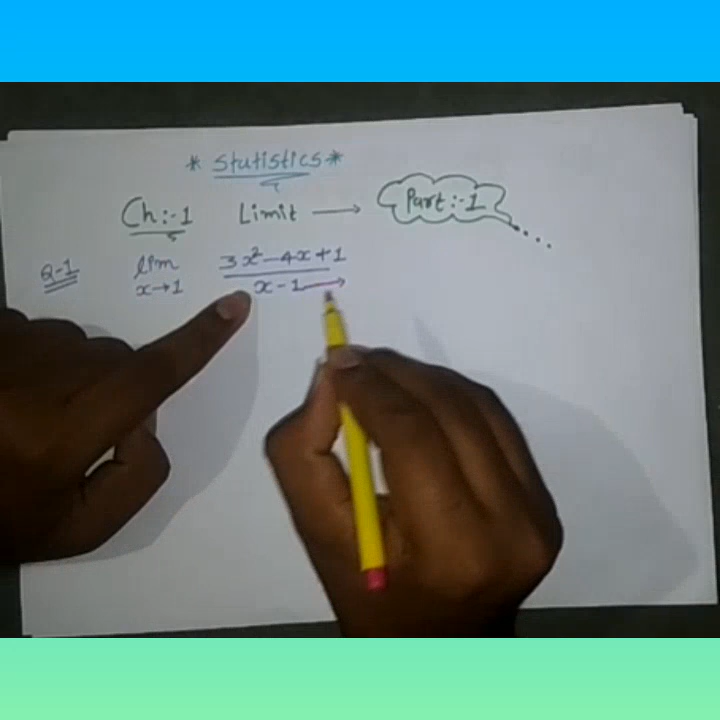 * Statistics *
Ch:-1 Limit → Part:-1
Q-1 lim x→1 3x²-4x+1 / x-1 →